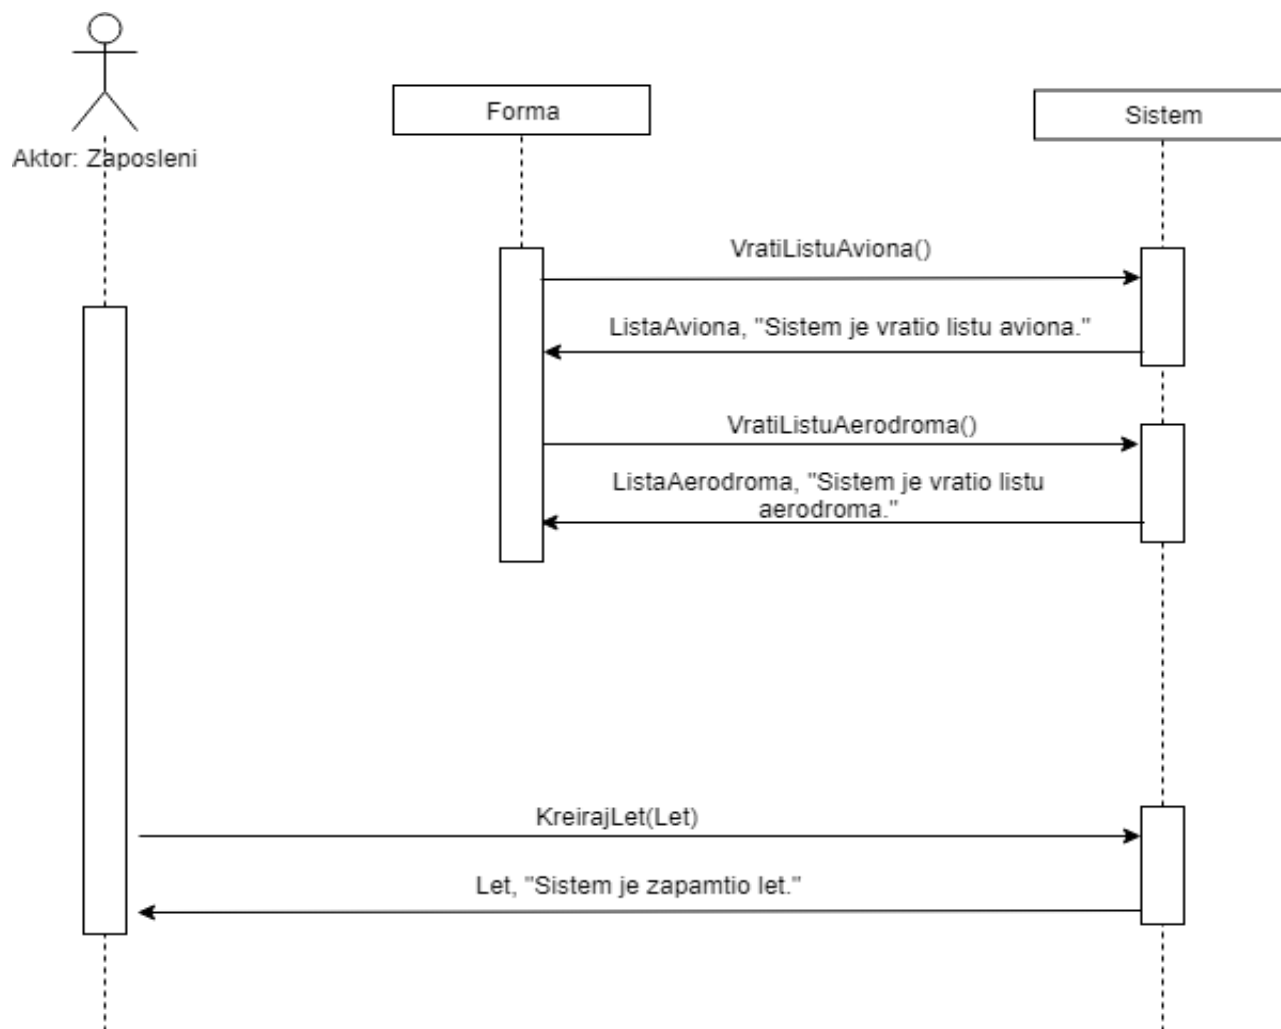 Forma
Sistem
Aktor: Zaposleni
VratiListuAviona()
ListaAviona, "Sistem je vratio listu aviona."
VratiListuAerodroma()
ListaAerodroma, "Sistem je vratio listu
aerodroma."
KreirajLet(Let)
Let, "Sistem je zapamtio let."